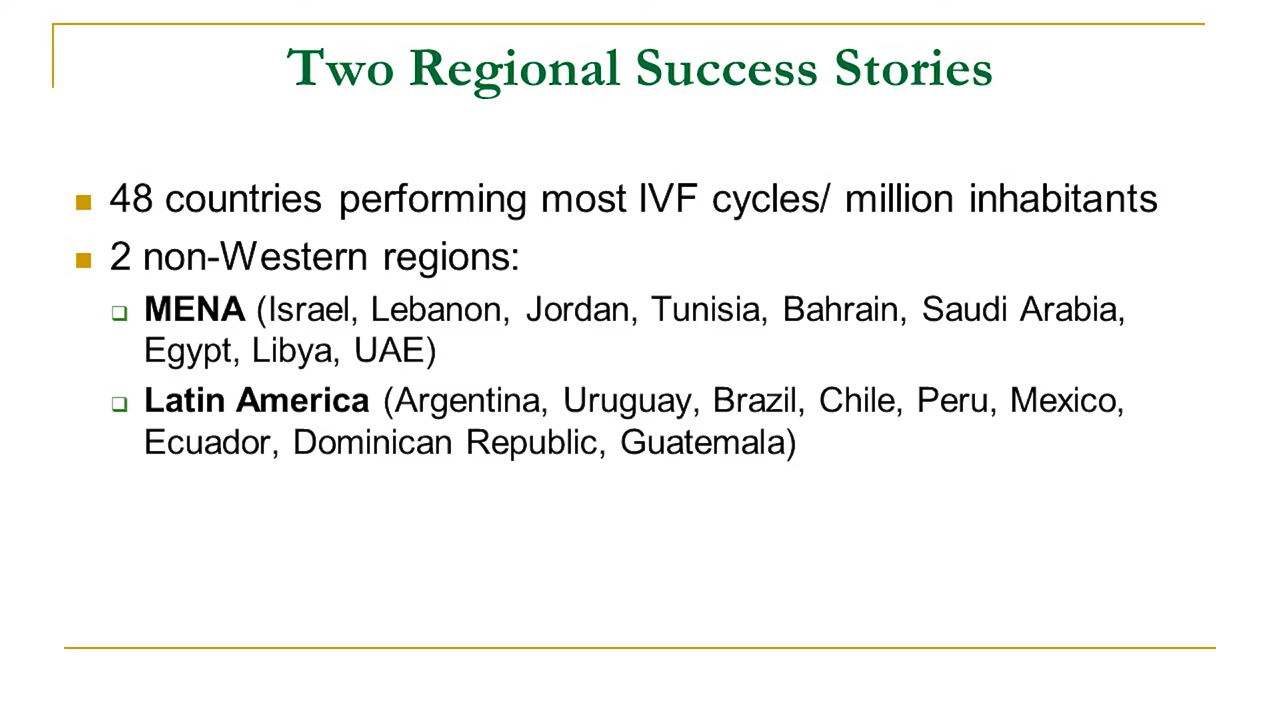 Two Regional Success Stories
48 countries performing most IVF cycles/ million inhabitants
2 non-Western regions:
MENA (Israel, Lebanon, Jordan, Tunisia, Bahrain, Saudi Arabia,
Egypt, Libya, UAE)
Latin America (Argentina, Uruguay, Brazil, Chile, Peru, Mexico,
Ecuador, Dominican Republic, Guatemala)